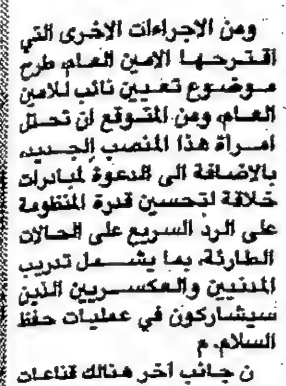 ومن الاجراءات الاخرى التي
اقترحها الامين العام، طرح
موضوع تعيين نائب للامين
العام، ومن المتوقع ان تحتل
امرأة هذا المنصب الجديد،
بالاضافة الى الدعوة لمبادرات
خلاقة لتحسين قدرة المنظومة
على الرد السريع على الحالات
الطارئة، بما يشمل تدريب
المدنيين والعكسريين الذين
سيشاركون في عمليات حفظ
السلام. م
ن جانب آخر هنالك قناعات